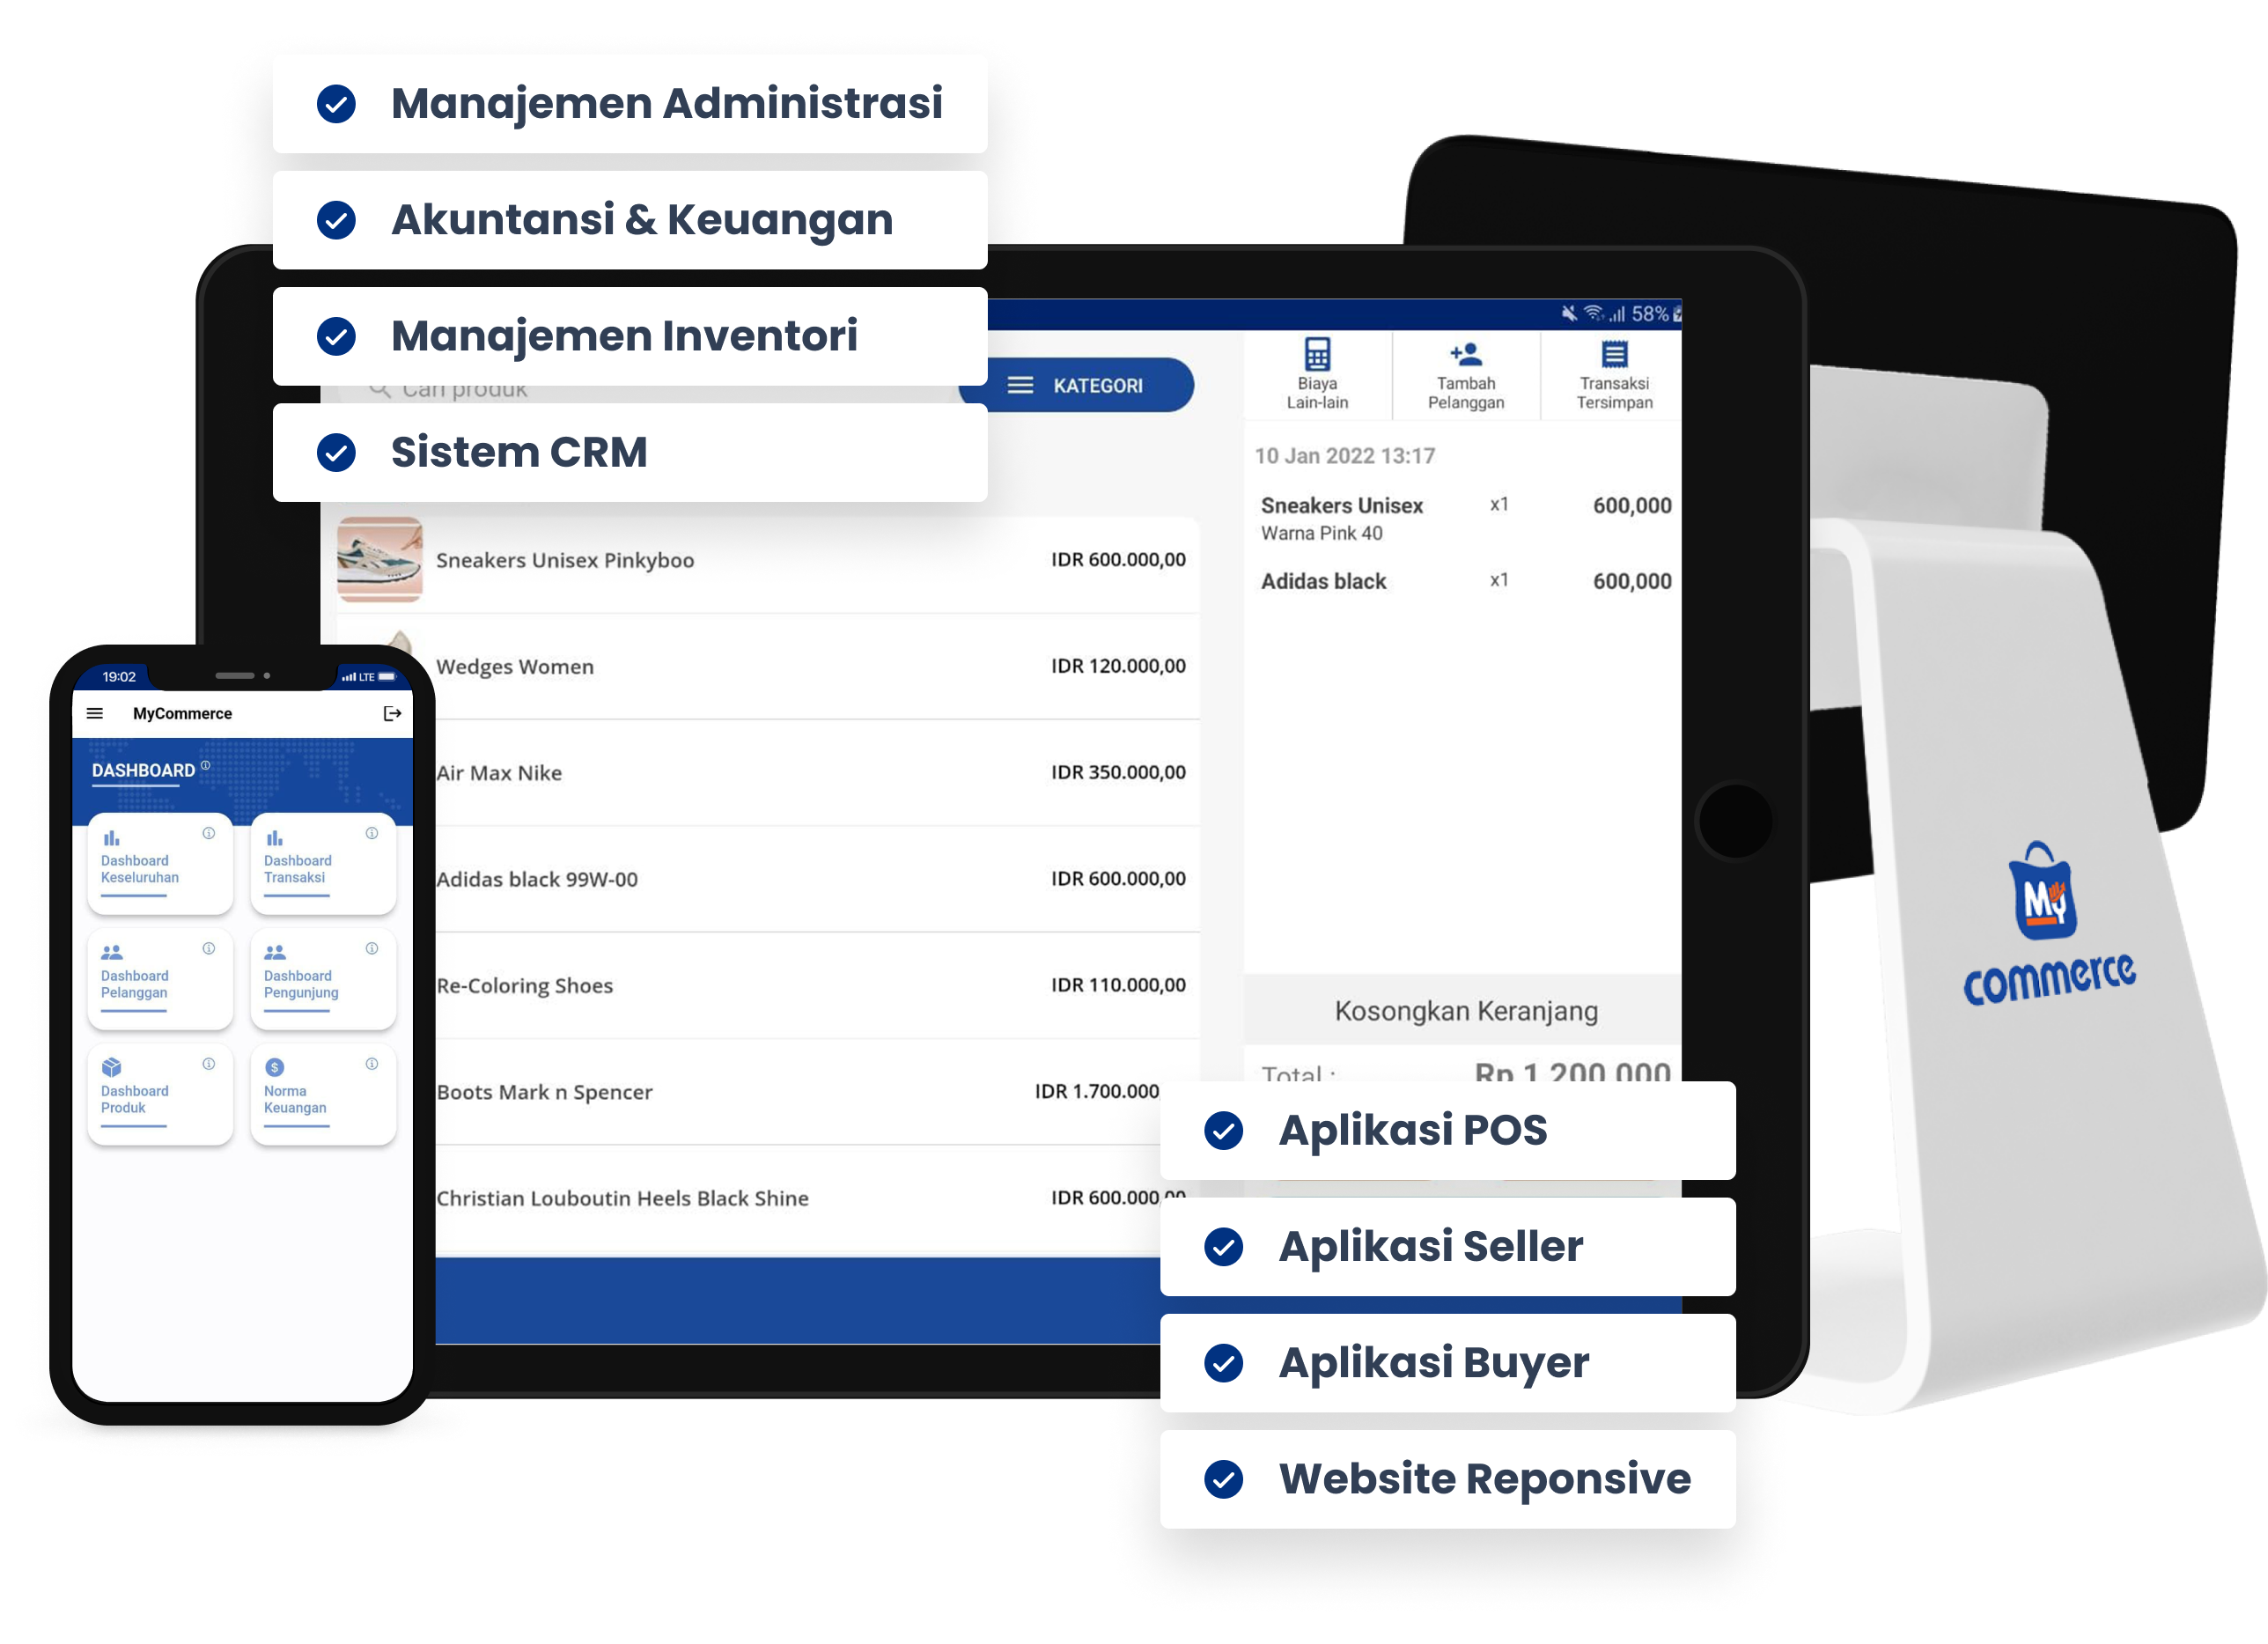 Manajemen Administrasi
Akuntansi & Keuangan
Manajemen Inventori
Sistem CRM
58%
Cari produk
KATEGORI
Biaya
Lain-lain
Tambah
Pelanggan
Transaksi
Tersimpan
10 Jan 2022 13:17
Sneakers Unisex x1 600,000
Warna Pink 40
Adidas black x1 600,000
Kosongkan Keranjang
Total : Rp 1.200.000
Sneakers Unisex Pinkyboo IDR 600.000,00
Wedges Women IDR 120.000,00
Air Max Nike IDR 350.000,00
Adidas black 99W-00 IDR 600.000,00
Re-Coloring Shoes IDR 110.000,00
Boots Mark n Spencer IDR 1.700.000
Christian Louboutin Heels Black Shine IDR 600.000,00
19:02 LTE
MyCommerce
DASHBOARD
Dashboard
Keseluruhan
Dashboard
Transaksi
Dashboard
Pelanggan
Dashboard
Pengunjung
Dashboard
Produk
Norma
Keuangan
Aplikasi POS
Aplikasi Seller
Aplikasi Buyer
Website Reponsive
My
commerce